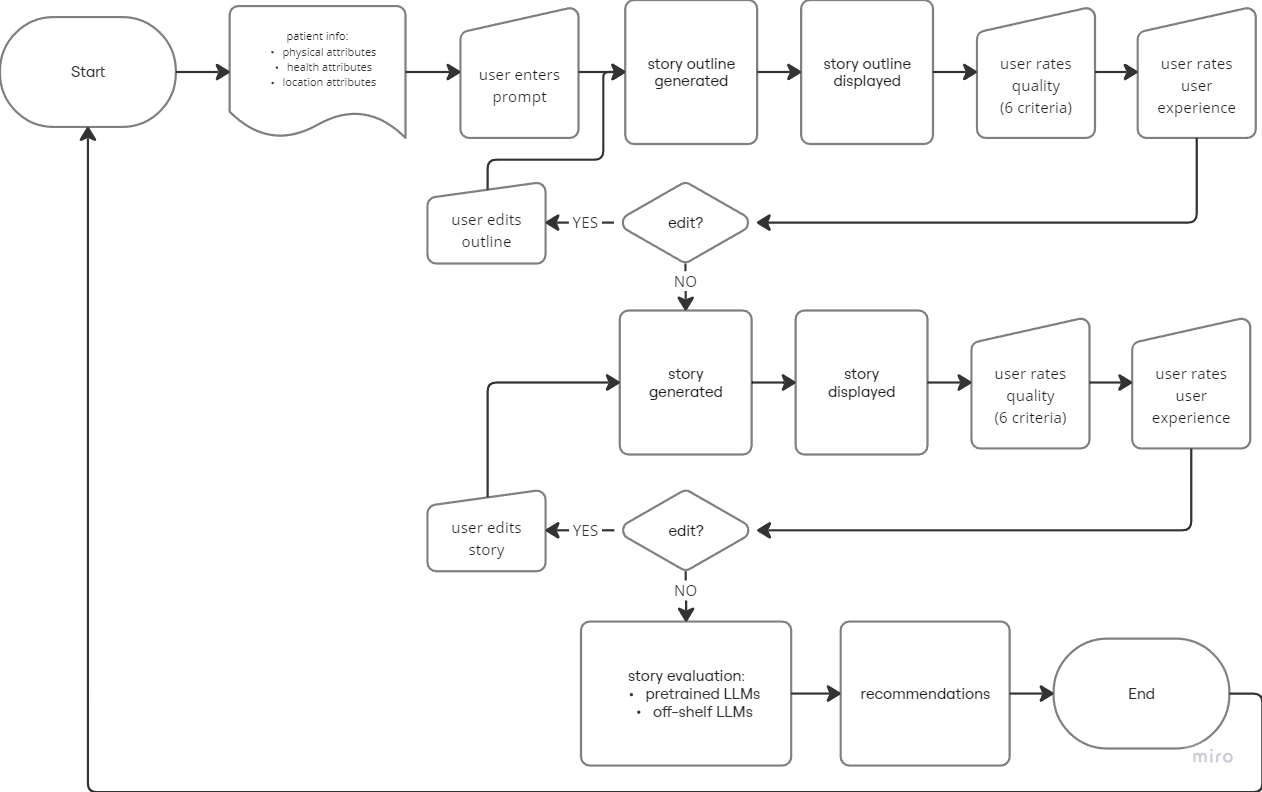 Start
patient info:
• physical attributes
• health attributes
• location attributes
user enters
prompt
story outline
generated
story outline
displayed
user rates
quality
(6 criteria)
user rates
user
experience
user edits
outline
YES
edit?
NO
story
generated
story
displayed
user rates
quality
(6 criteria)
user rates
user
experience
user edits
story
YES
edit?
NO
story evaluation:
• pretrained LLMs
• off-shelf LLMs
recommendations
End
miro